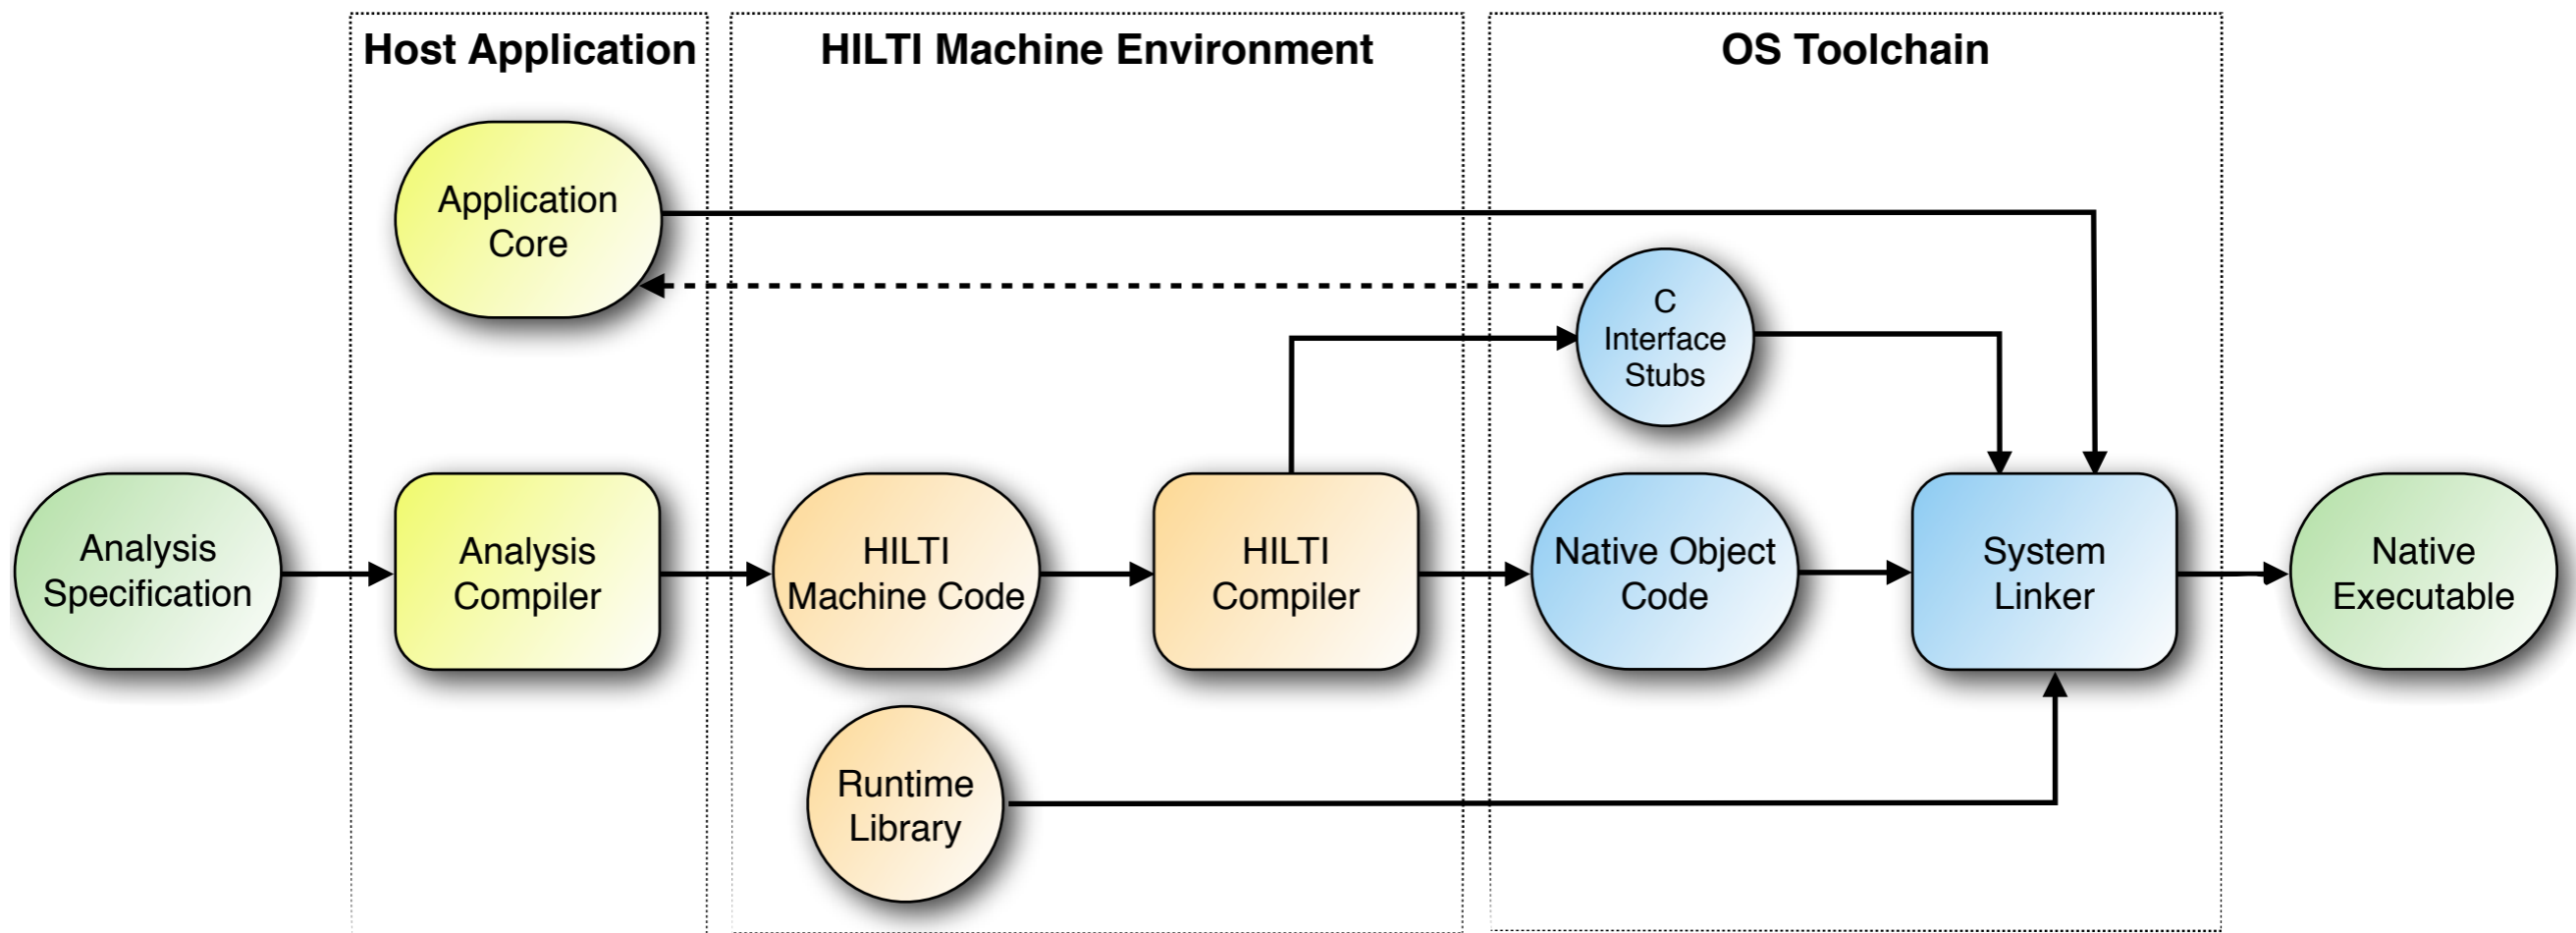 Host Application
HILTI Machine Environment
OS Toolchain
Application
Core
C
Interface
Stubs
Analysis
Specification
Analysis
Compiler
HILTI
Machine Code
HILTI
Compiler
Native Object
Code
System
Linker
Native
Executable
Runtime
Library